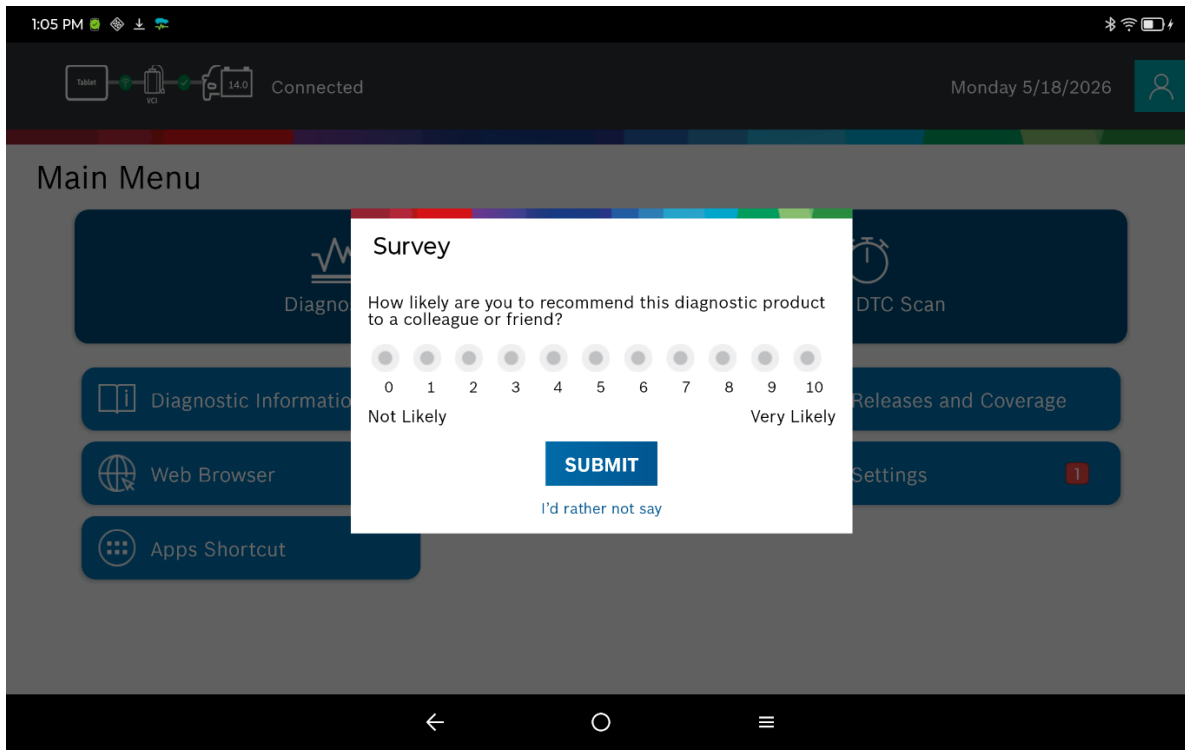 1:05 PM
Tablet
VCI
14.0
Connected
Monday 5/18/2026
Main Menu
Diagno
DTC Scan
Survey
How likely are you to recommend this diagnostic product
to a colleague or friend?
0 1 2 3 4 5 6 7 8 9 10
Not Likely Very Likely
SUBMIT
I'd rather not say
Diagnostic Informatio
Releases and Coverage
Web Browser
Settings
1
Apps Shortcut